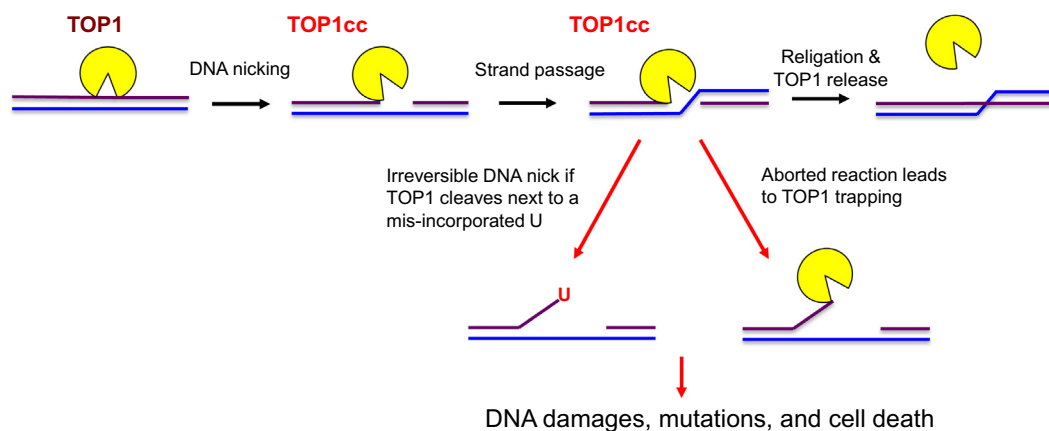 TOP1
TOP1cc
TOP1cc
DNA nicking
Strand passage
Religation &
TOP1 release
Irreversible DNA nick if
TOP1 cleaves next to a
mis-incorporated U
Aborted reaction leads
to TOP1 trapping
U
DNA damages, mutations, and cell death